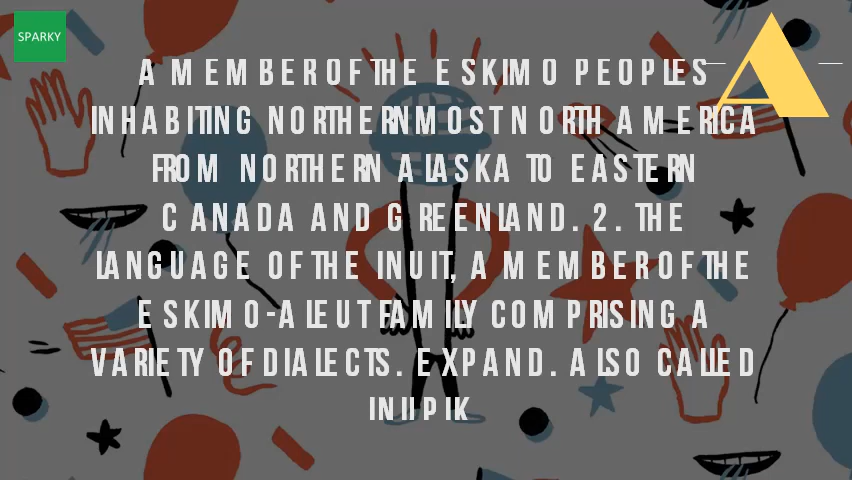 SPARKY
A MEMBER OF THE ESKIMO PEOPLES
INHABITING NORTHERNMOST NORTH AMERICA
FROM NORTHERN ALASKA TO EASTERN
CANADA AND GREENLAND. 2. THE
LANGUAGE OF THE INUIT, A MEMBER OF THE
ESKIMO-ALEUT FAMILY COMPRISING A
VARIETY OF DIALECTS. EXPAND. ALSO CALLED
INUPIK